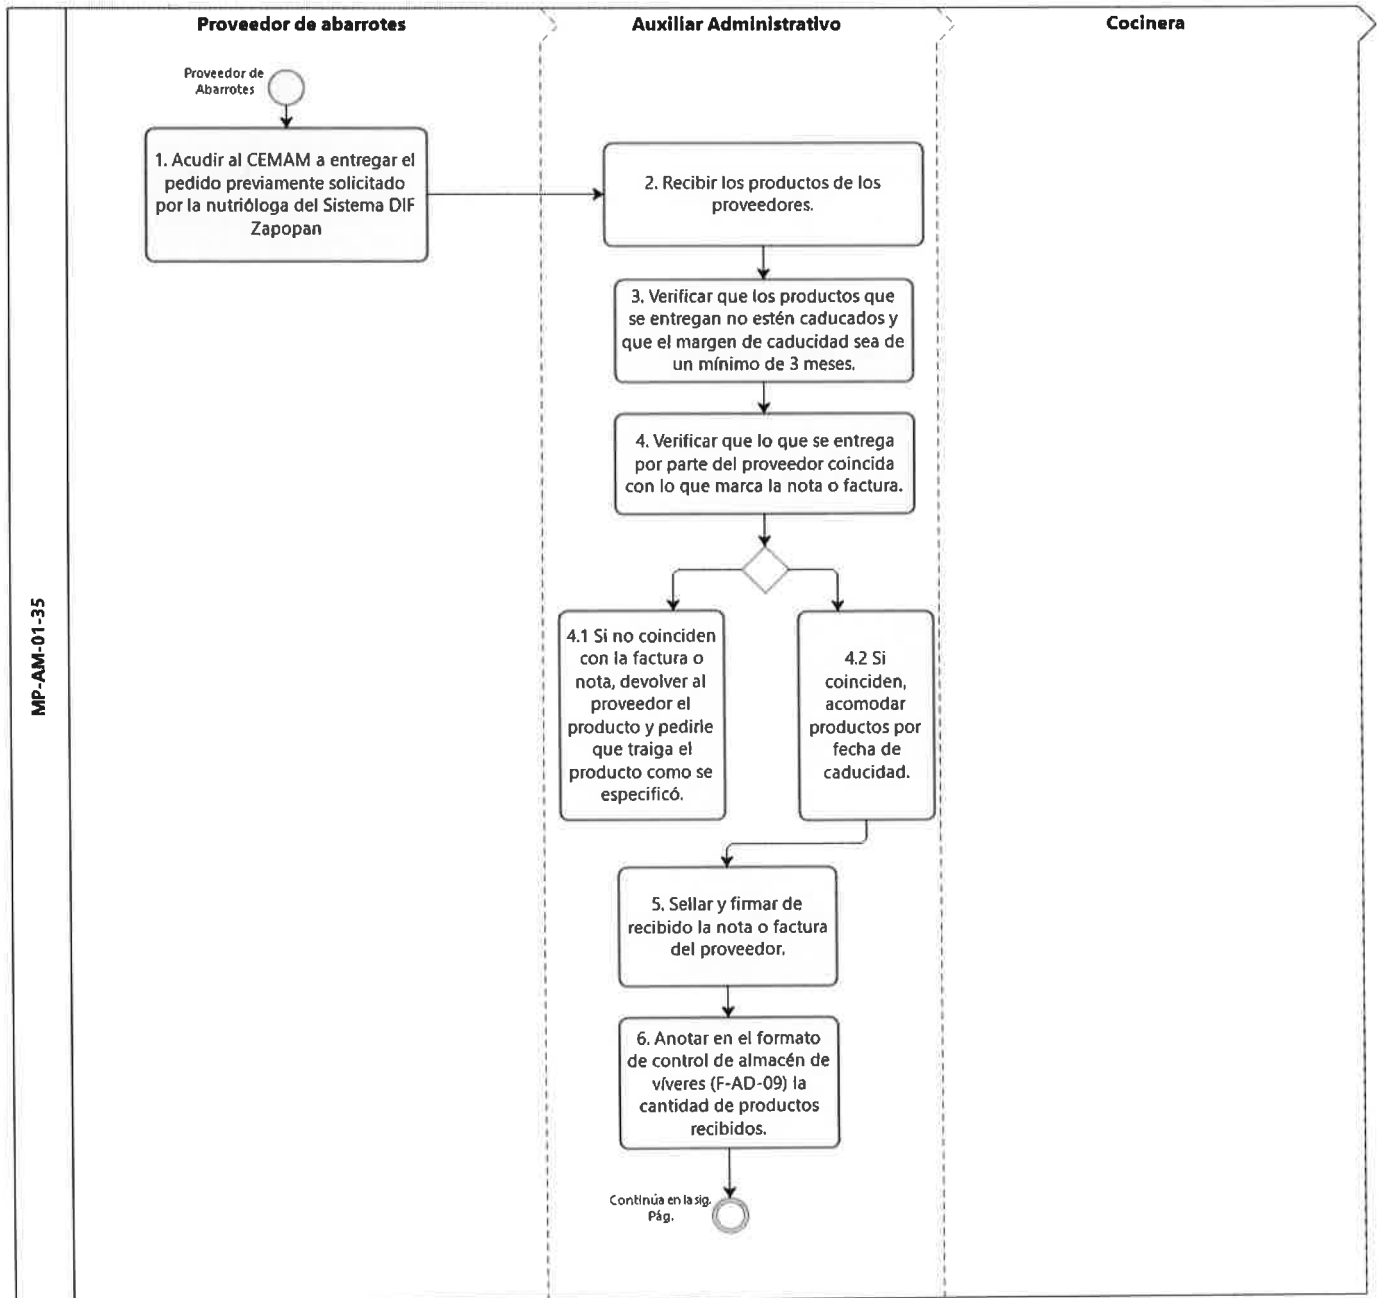 Proveedor de abarrotes
Auxiliar Administrativo
Cocinera
MP-AM-01-35
Proveedor de
Abarrotes
1. Acudir al CEMAM a entregar el
pedido previamente solicitado
por la nutrióloga del Sistema DIF
Zapopan
2. Recibir los productos de los
proveedores.
3. Verificar que los productos que
se entregan no estén caducados y
que el margen de caducidad sea de
un mínimo de 3 meses.
4. Verificar que lo que se entrega
por parte del proveedor coincida
con lo que marca la nota o factura.
4.1 Si no coinciden
con la factura o
nota, devolver al
proveedor el
producto y pedirle
que traiga el
producto como se
especificó.
4.2 Si
coinciden,
acomodar
productos por
fecha de
caducidad.
5. Sellar y firmar de
recibido la nota o factura
del proveedor.
6. Anotar en el formato
de control de almacén de
víveres (F-AD-09) la
cantidad de productos
recibidos.
Continúa en la sig.
Pág.